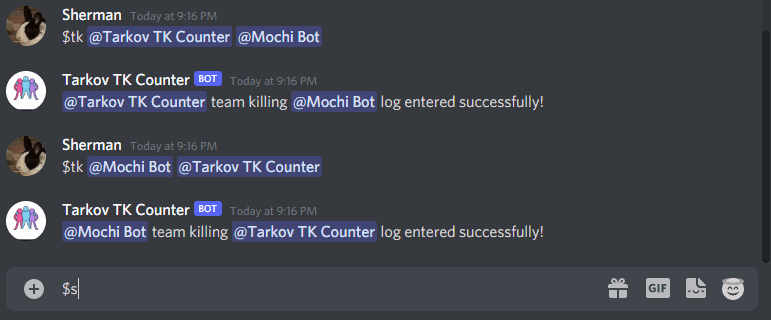 Sherman Today at 9:16 PM
$tk @Tarkov TK Counter @Mochi Bot
Tarkov TK Counter BOT Today at 9:16 PM
@Tarkov TK Counter team killing @Mochi Bot log entered successfully!
Sherman Today at 9:16 PM
$tk @Mochi Bot @Tarkov TK Counter
Tarkov TK Counter BOT Today at 9:16 PM
@Mochi Bot team killing @Tarkov TK Counter log entered successfully!
$s GIF